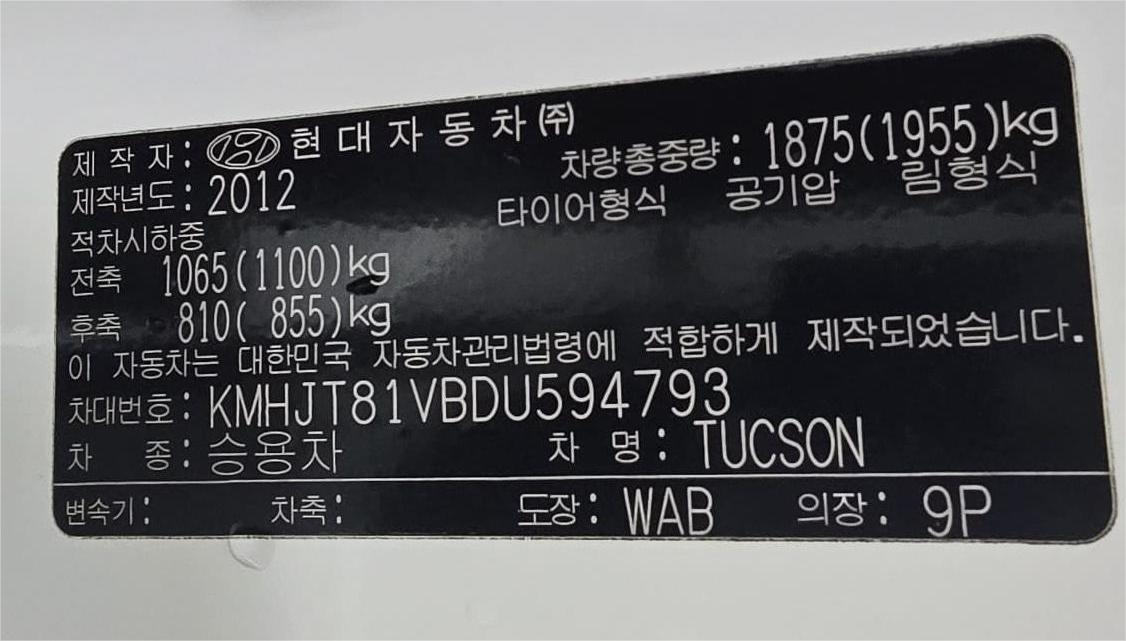 제 작 자 : 현 대 자 동 차 ㈜
제작년도 : 2012 차량총중량 : 1875(1955)kg
적차시하중 타이어형식 공기압 림형식
전축 1065(1100)kg
후축 810( 855)kg
이 자동차는 대한민국 자동차관리법령에 적합하게 제작되었습니다.
차대번호 : KMHJT81VBDU594793
차 종 : 승용차 차 명 : TUCSON
변속기 : 차축 : 도장 : WAB 의장 : 9P